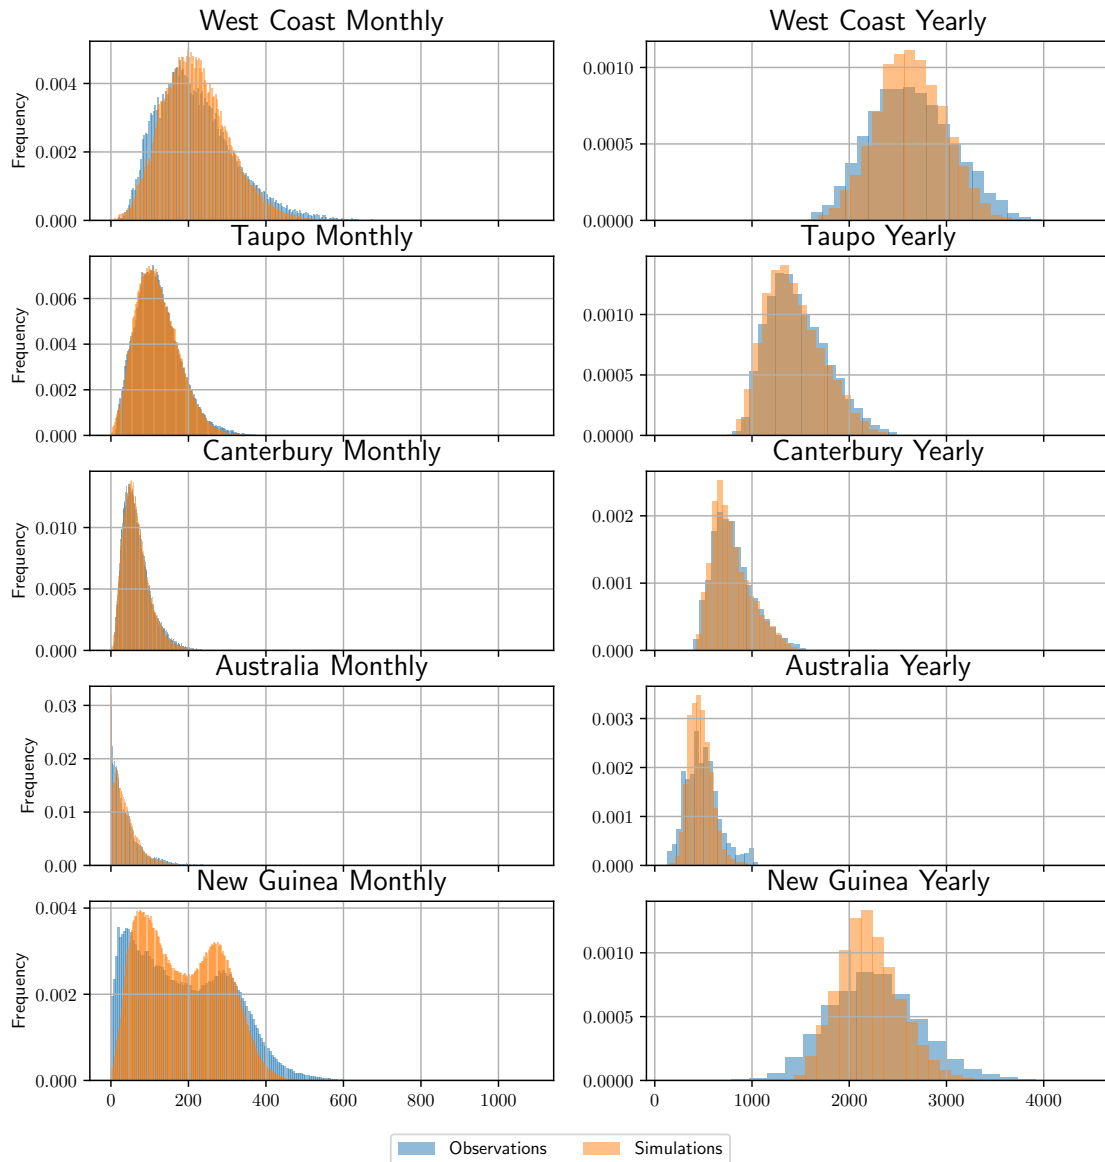 West Coast Monthly
West Coast Yearly
Frequency
0.004
0.002
0.000
0.0010
0.0005
0.0000
Taupo Monthly
Taupo Yearly
Frequency
0.006
0.004
0.002
0.000
0.0010
0.0005
0.0000
Canterbury Monthly
Canterbury Yearly
Frequency
0.010
0.005
0.000
0.002
0.001
0.000
Australia Monthly
Australia Yearly
Frequency
0.03
0.02
0.01
0.00
0.003
0.002
0.001
0.000
New Guinea Monthly
New Guinea Yearly
Frequency
0.004
0.002
0.000
0.0010
0.0005
0.0000
0 200 400 600 800 1000
0 1000 2000 3000 4000
Observations Simulations